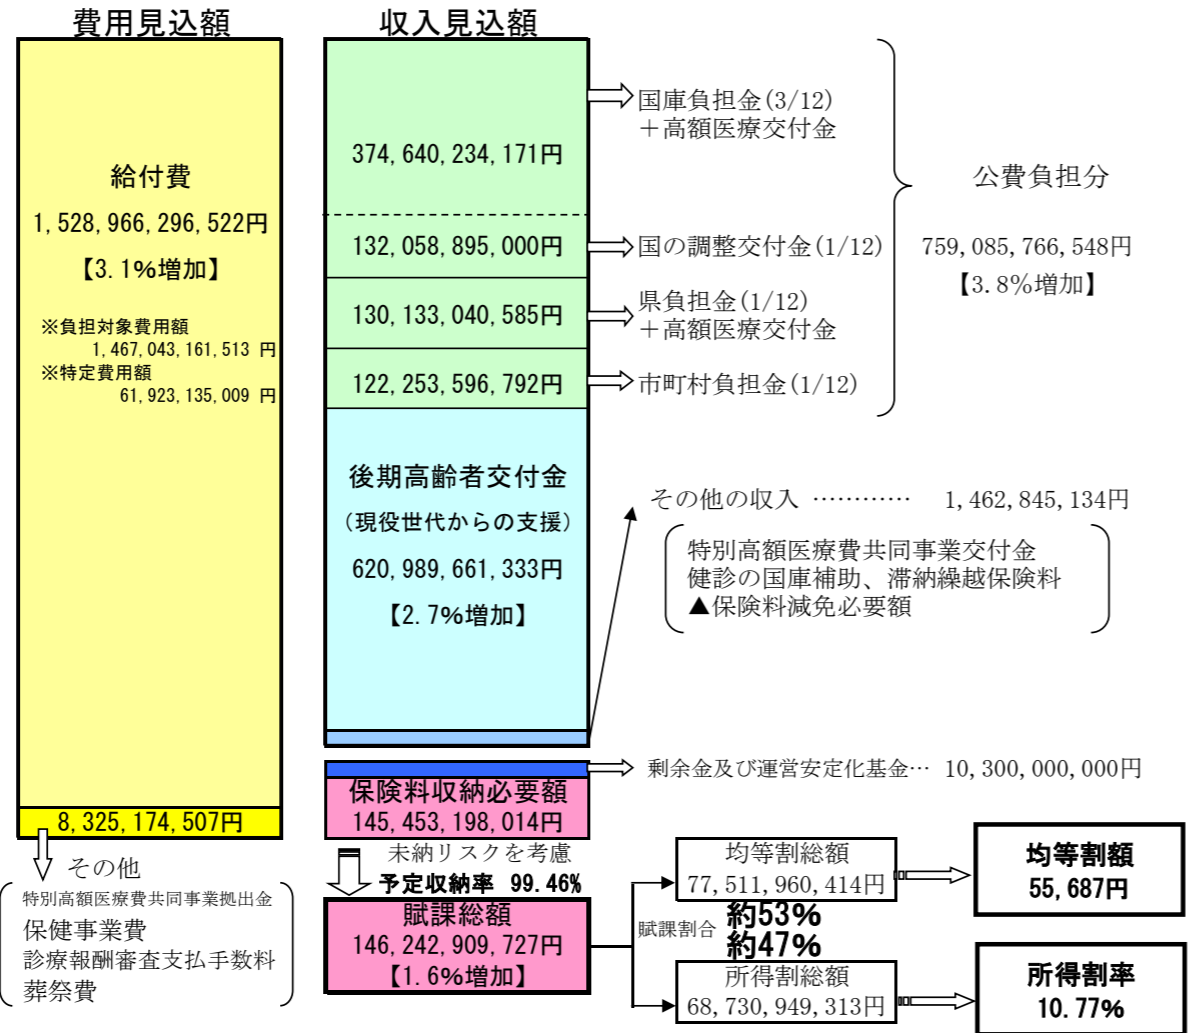 費用見込額
給付費
1,528,966,296,522円
【3.1%増加】
※負担対象費用額
1,467,043,161,513 円
※特定費用額
61,923,135,009 円
8,325,174,507円
その他
特別高額医療費共同事業拠出金
保健事業費
診療報酬審査支払手数料
葬祭費
収入見込額
374,640,234,171円
132,058,895,000円
130,133,040,585円
122,253,596,792円
後期高齢者交付金
（現役世代からの支援）
620,989,661,333円
【2.7%増加】
国庫負担金(3/12)
＋高額医療交付金
国の調整交付金(1/12)
県負担金(1/12)
＋高額医療交付金
市町村負担金(1/12)
公費負担分
759,085,766,548円
【3.8%増加】
その他の収入 ………… 1,462,845,134円
特別高額医療費共同事業交付金
健診の国庫補助、滞納繰越保険料
▲保険料減免必要額
剰余金及び運営安定化基金… 10,300,000,000円
保険料収納必要額
145,453,198,014円
未納リスクを考慮
予定収納率 99.46%
賦課総額
146,242,909,727円
【1.6%増加】
均等割総額
77,511,960,414円
賦課割合
約53%
約47%
所得割総額
68,730,949,313円
均等割額
55,687円
所得割率
10.77%